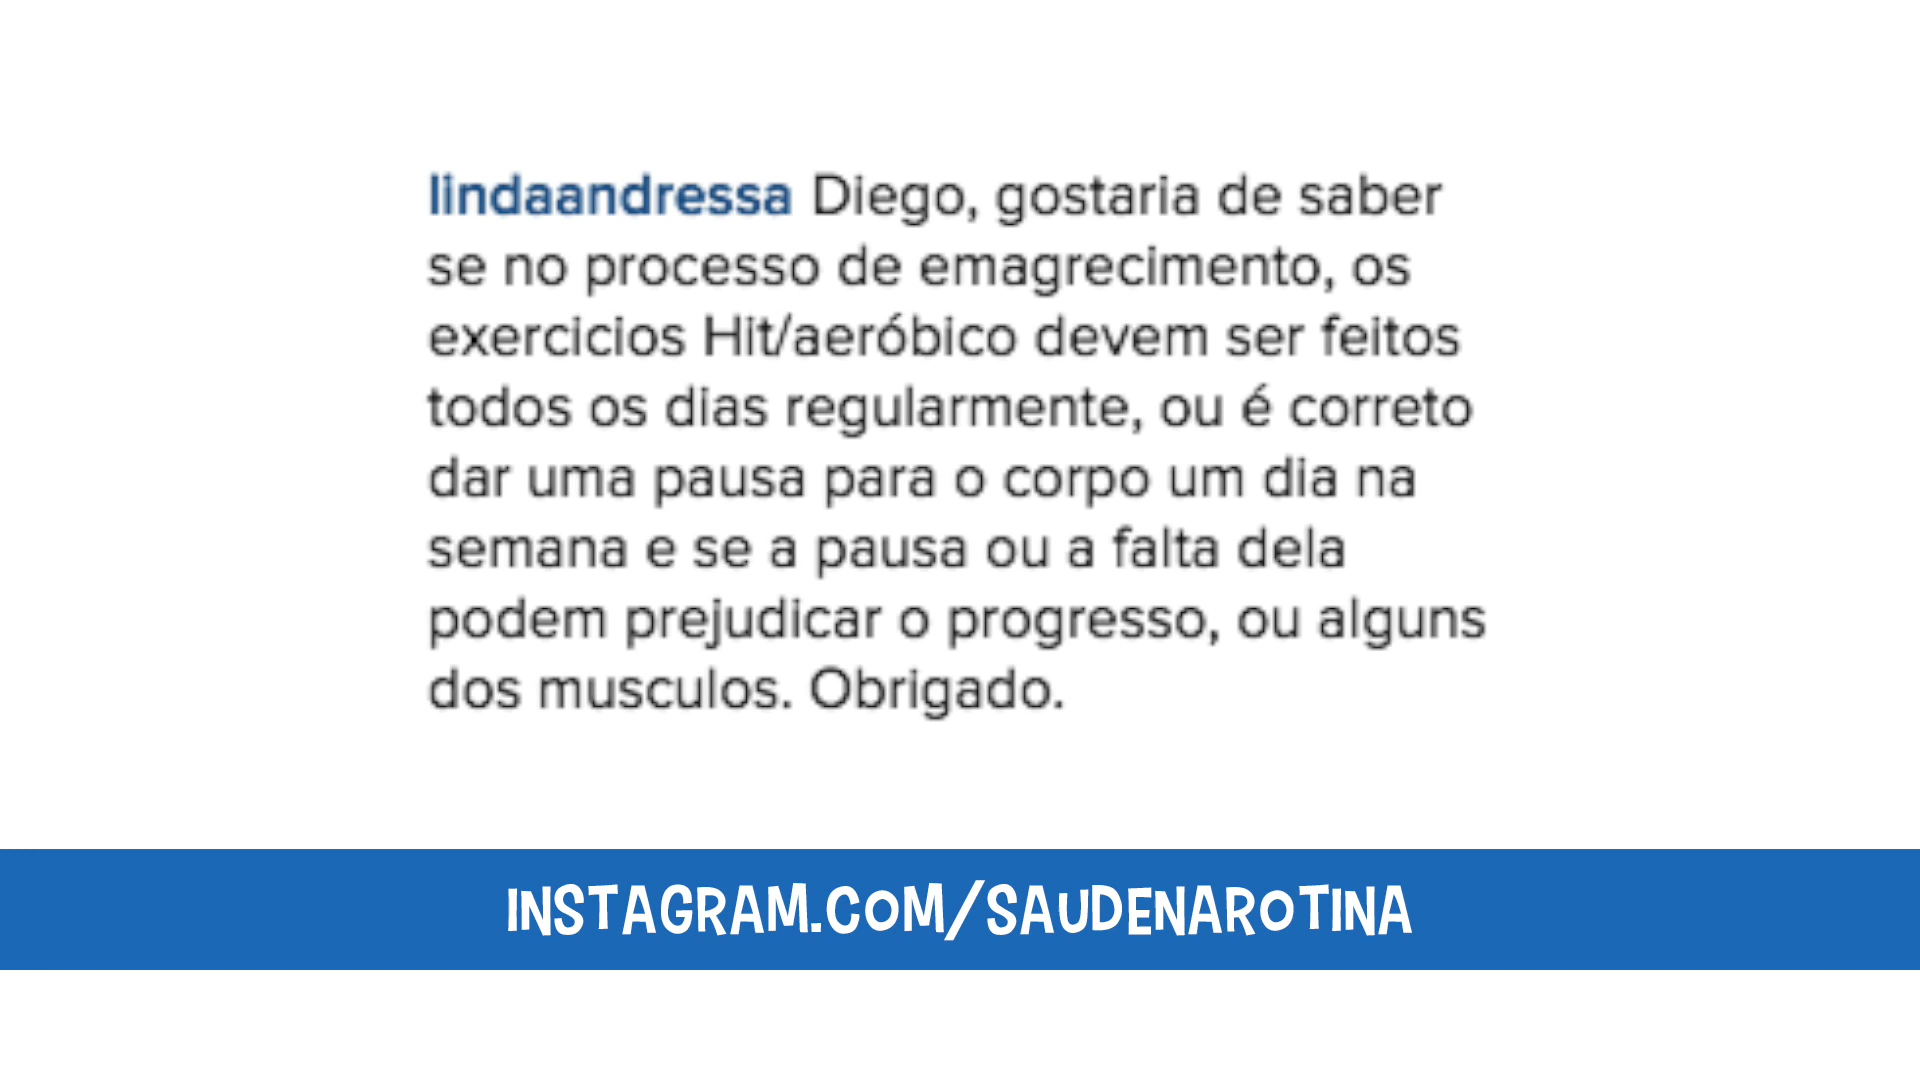 lindaandressa Diego, gostaria de saber
se no processo de emagrecimento, os
exercicios Hit/aeróbico devem ser feitos
todos os dias regularmente, ou é correto
dar uma pausa para o corpo um dia na
semana e se a pausa ou a falta dela
podem prejudicar o progresso, ou alguns
dos musculos. Obrigado.
INSTAGRAM.COM/SAUDENAROTINA